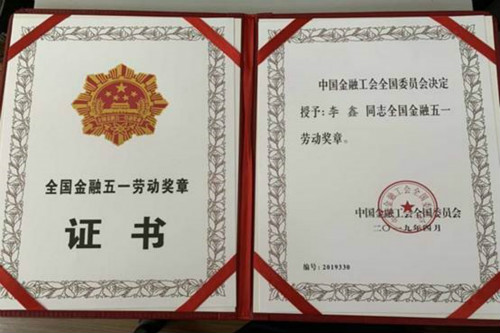 全国金融五一劳动奖章
证书
中国金融工会全国委员会决定
授予:李鑫 同志全国金融五一
劳动奖章。
中国金融工会全国委员会
二〇一九年四月
编号:2019330